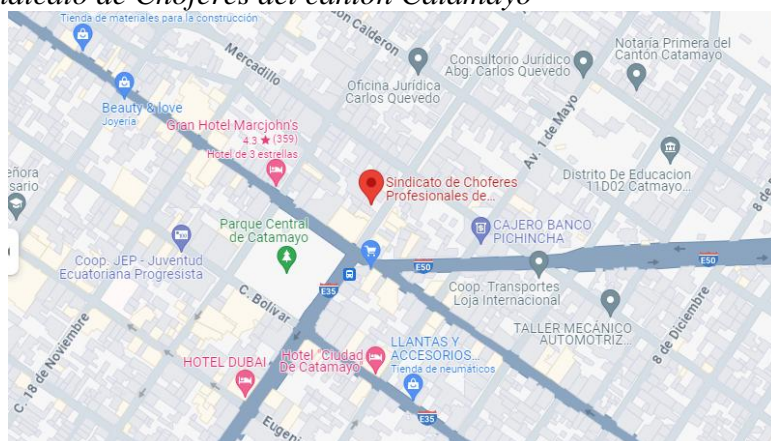 de Choferes del cantón Catamayo
Tienda de materiales para la construcción
Mercadillo
Calderon
Consultorio Jurídico
Abg. Carlos Quevedo
Notaría Primera del
Cantón Catamayo
Oficina Jurídica
Carlos Quevedo
Beauty & love
Joyería
Gran Hotel Marcjohn's
4.3 ★ (359)
Hotel de 3 estrellas
Av. 1 de Mayo
Sindicato de Choferes
Profesionales de...
Distrito De Educacion
11D02 Catmayo...
8 de
Parque Central
de Catamayo
CAJERO BANCO
PICHINCHA
Coop. JEP - Juventud
Ecuatoriana Progresista
E50
E50
E35
Coop. Transportes
Loja Internacional
C. Bolívar
TALLER MECÁNICO
AUTOMOTRIZ...
8 de Diciembre
C. 18 de Noviembre
HOTEL DUBAI
Hotel "Ciudad
De Catamayo"
LLANTAS Y
ACCESORIOS...
Tienda de neumáticos
E35